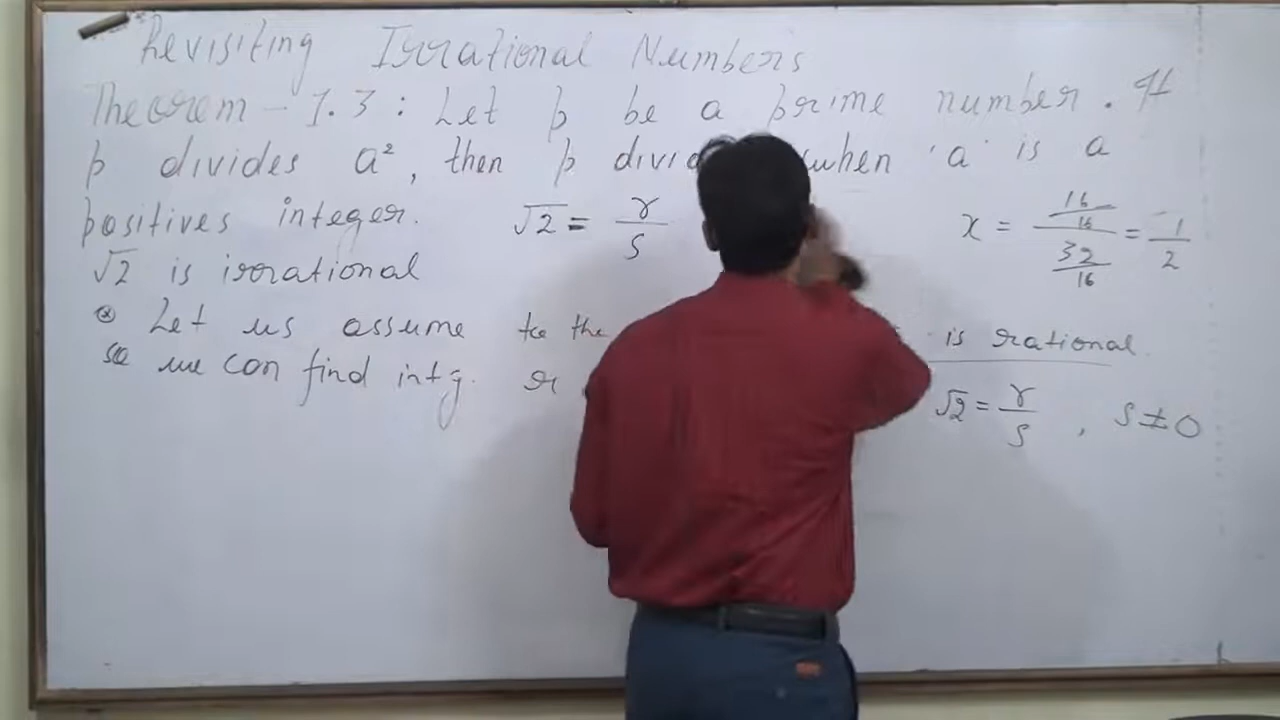 Revisiting Irrational Numbers
Theorem - 1.3 : Let p be a prime number. If
p divides a², then p divid when 'a' is a
positives integer. √2 = r/s x = (16/16)/(32/16) = 1/2
√2 is irrational
⊗ Let us assume to the is rational.
so we can find intg. r √2 = r/s , s ≠ 0